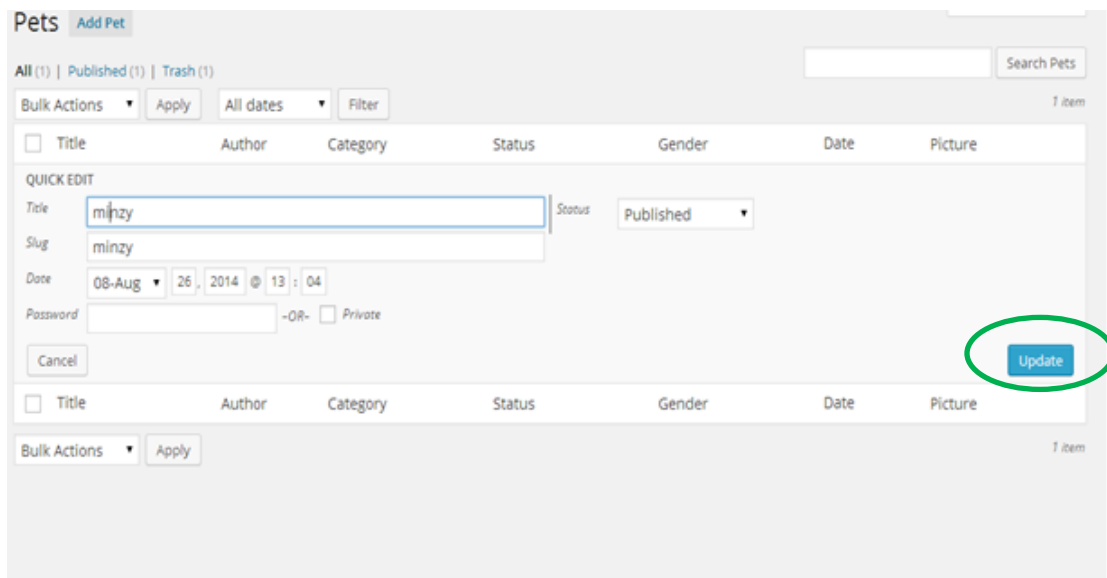 Pets Add Pet
All (1) | Published (1) | Trash (1)
Search Pets
Bulk Actions Apply All dates Filter 1 item
Title Author Category Status Gender Date Picture
QUICK EDIT
Title minzy Status Published
Slug minzy
Date 08-Aug 26, 2014 @ 13 : 04
Password -OR- Private
Cancel Update
Title Author Category Status Gender Date Picture
Bulk Actions Apply 1 item